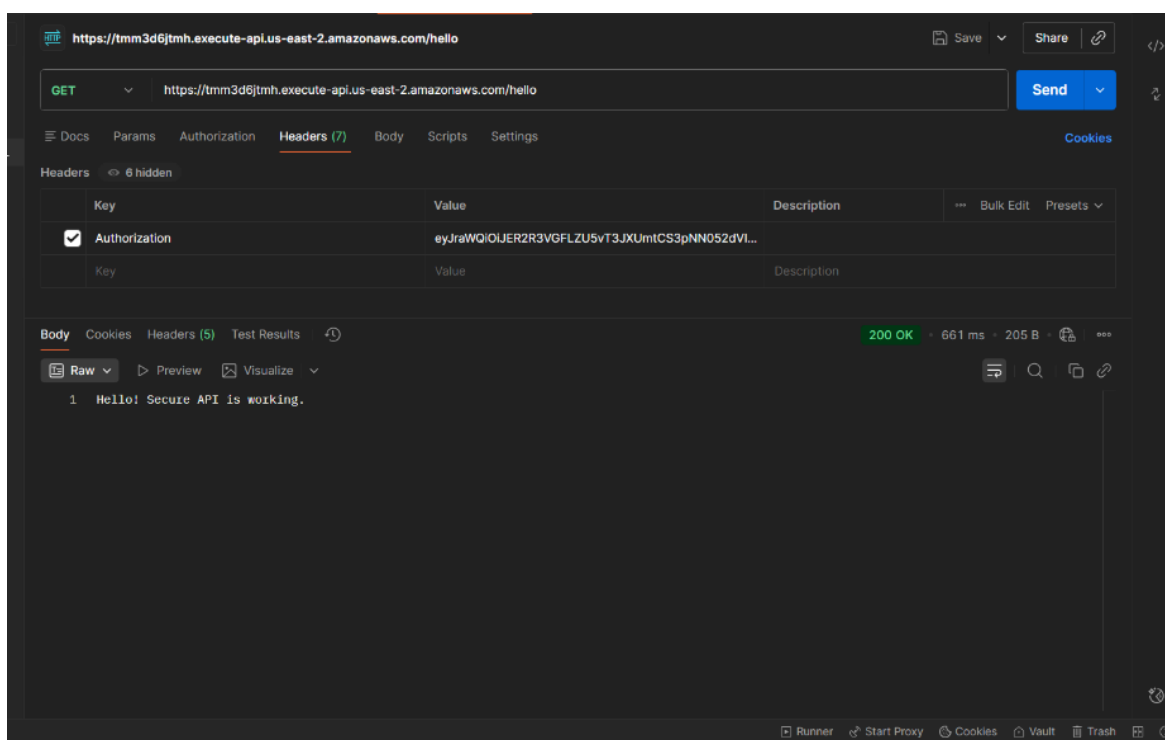 HTTP https://tmm3d6jtmh.execute-api.us-east-2.amazonaws.com/hello Save Share
GET https://tmm3d6jtmh.execute-api.us-east-2.amazonaws.com/hello Send
Docs Params Authorization Headers (7) Body Scripts Settings Cookies
Headers 6 hidden
Key Value Description Bulk Edit Presets
Authorization eyJraWQiOiJER2R3VGFLZU5vT3JXUmtCS3pNN052dVl...
Key Value Description
Body Cookies Headers (5) Test Results 200 OK 661 ms 205 B
Raw Preview Visualize
1 Hello! Secure API is working.
Runner Start Proxy Cookies Vault Trash